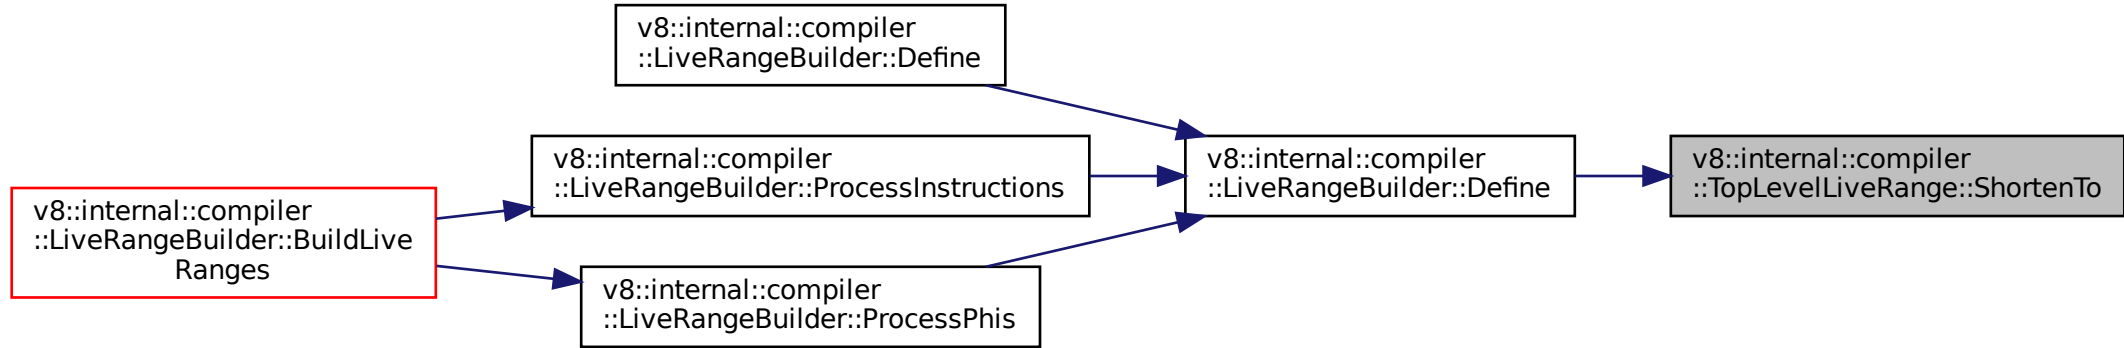 v8::internal::compiler
::LiveRangeBuilder::Define
v8::internal::compiler
::LiveRangeBuilder::ProcessInstructions
v8::internal::compiler
::LiveRangeBuilder::Define
v8::internal::compiler
::TopLevelLiveRange::ShortenTo
v8::internal::compiler
::LiveRangeBuilder::BuildLive
Ranges
v8::internal::compiler
::LiveRangeBuilder::ProcessPhis